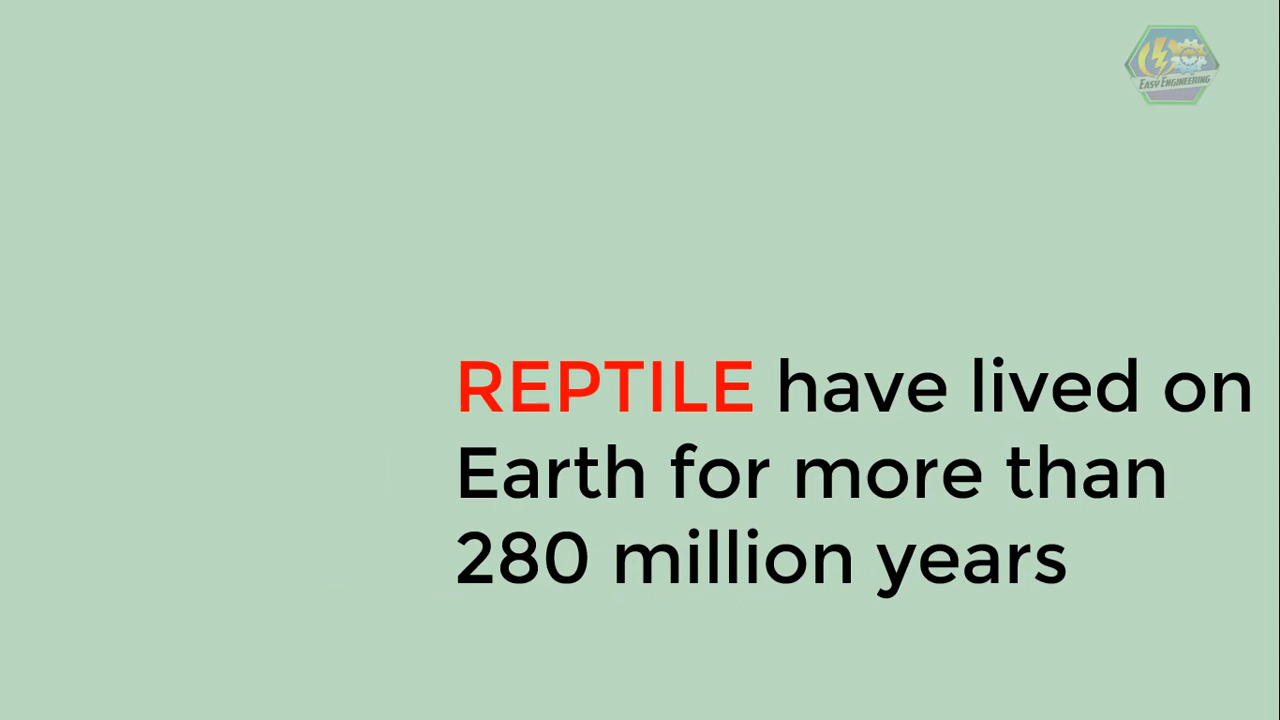 EASY ENGINEERING
REPTILE have lived on
Earth for more than
280 million years